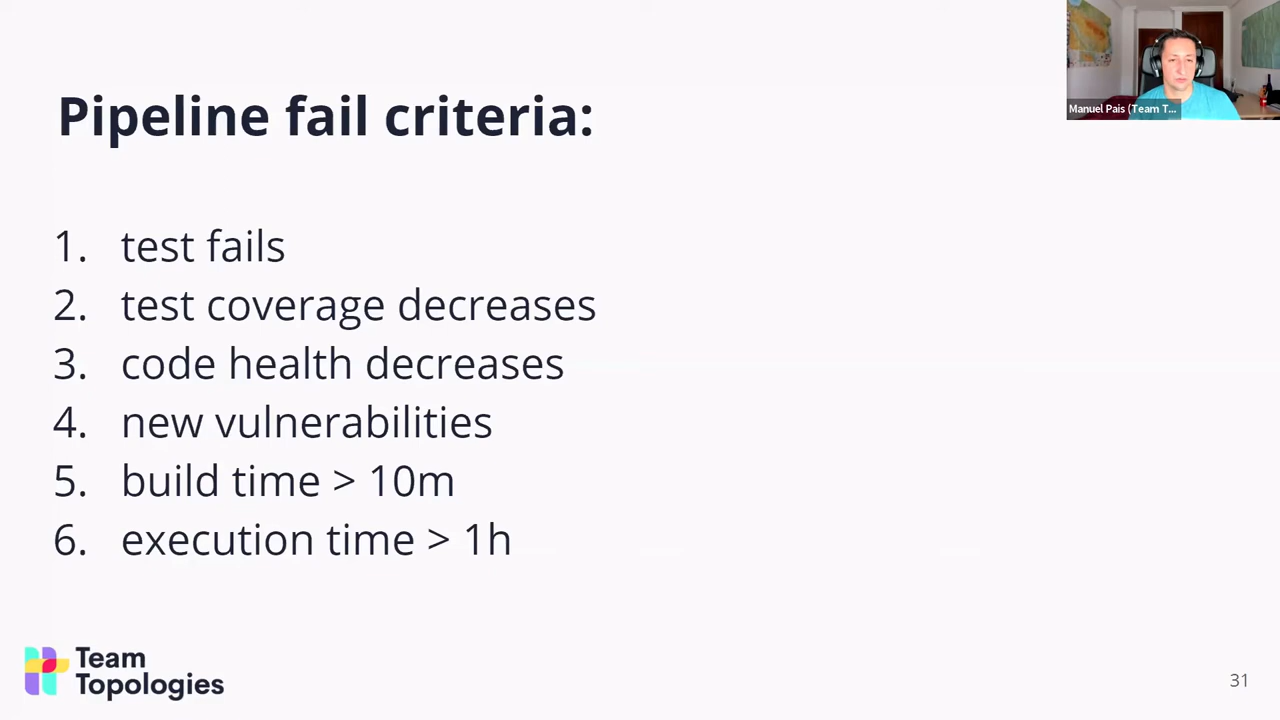 Manuel Pais (Team T...
Pipeline fail criteria:
1. test fails
2. test coverage decreases
3. code health decreases
4. new vulnerabilities
5. build time > 10m
6. execution time > 1h
Team
Topologies
31